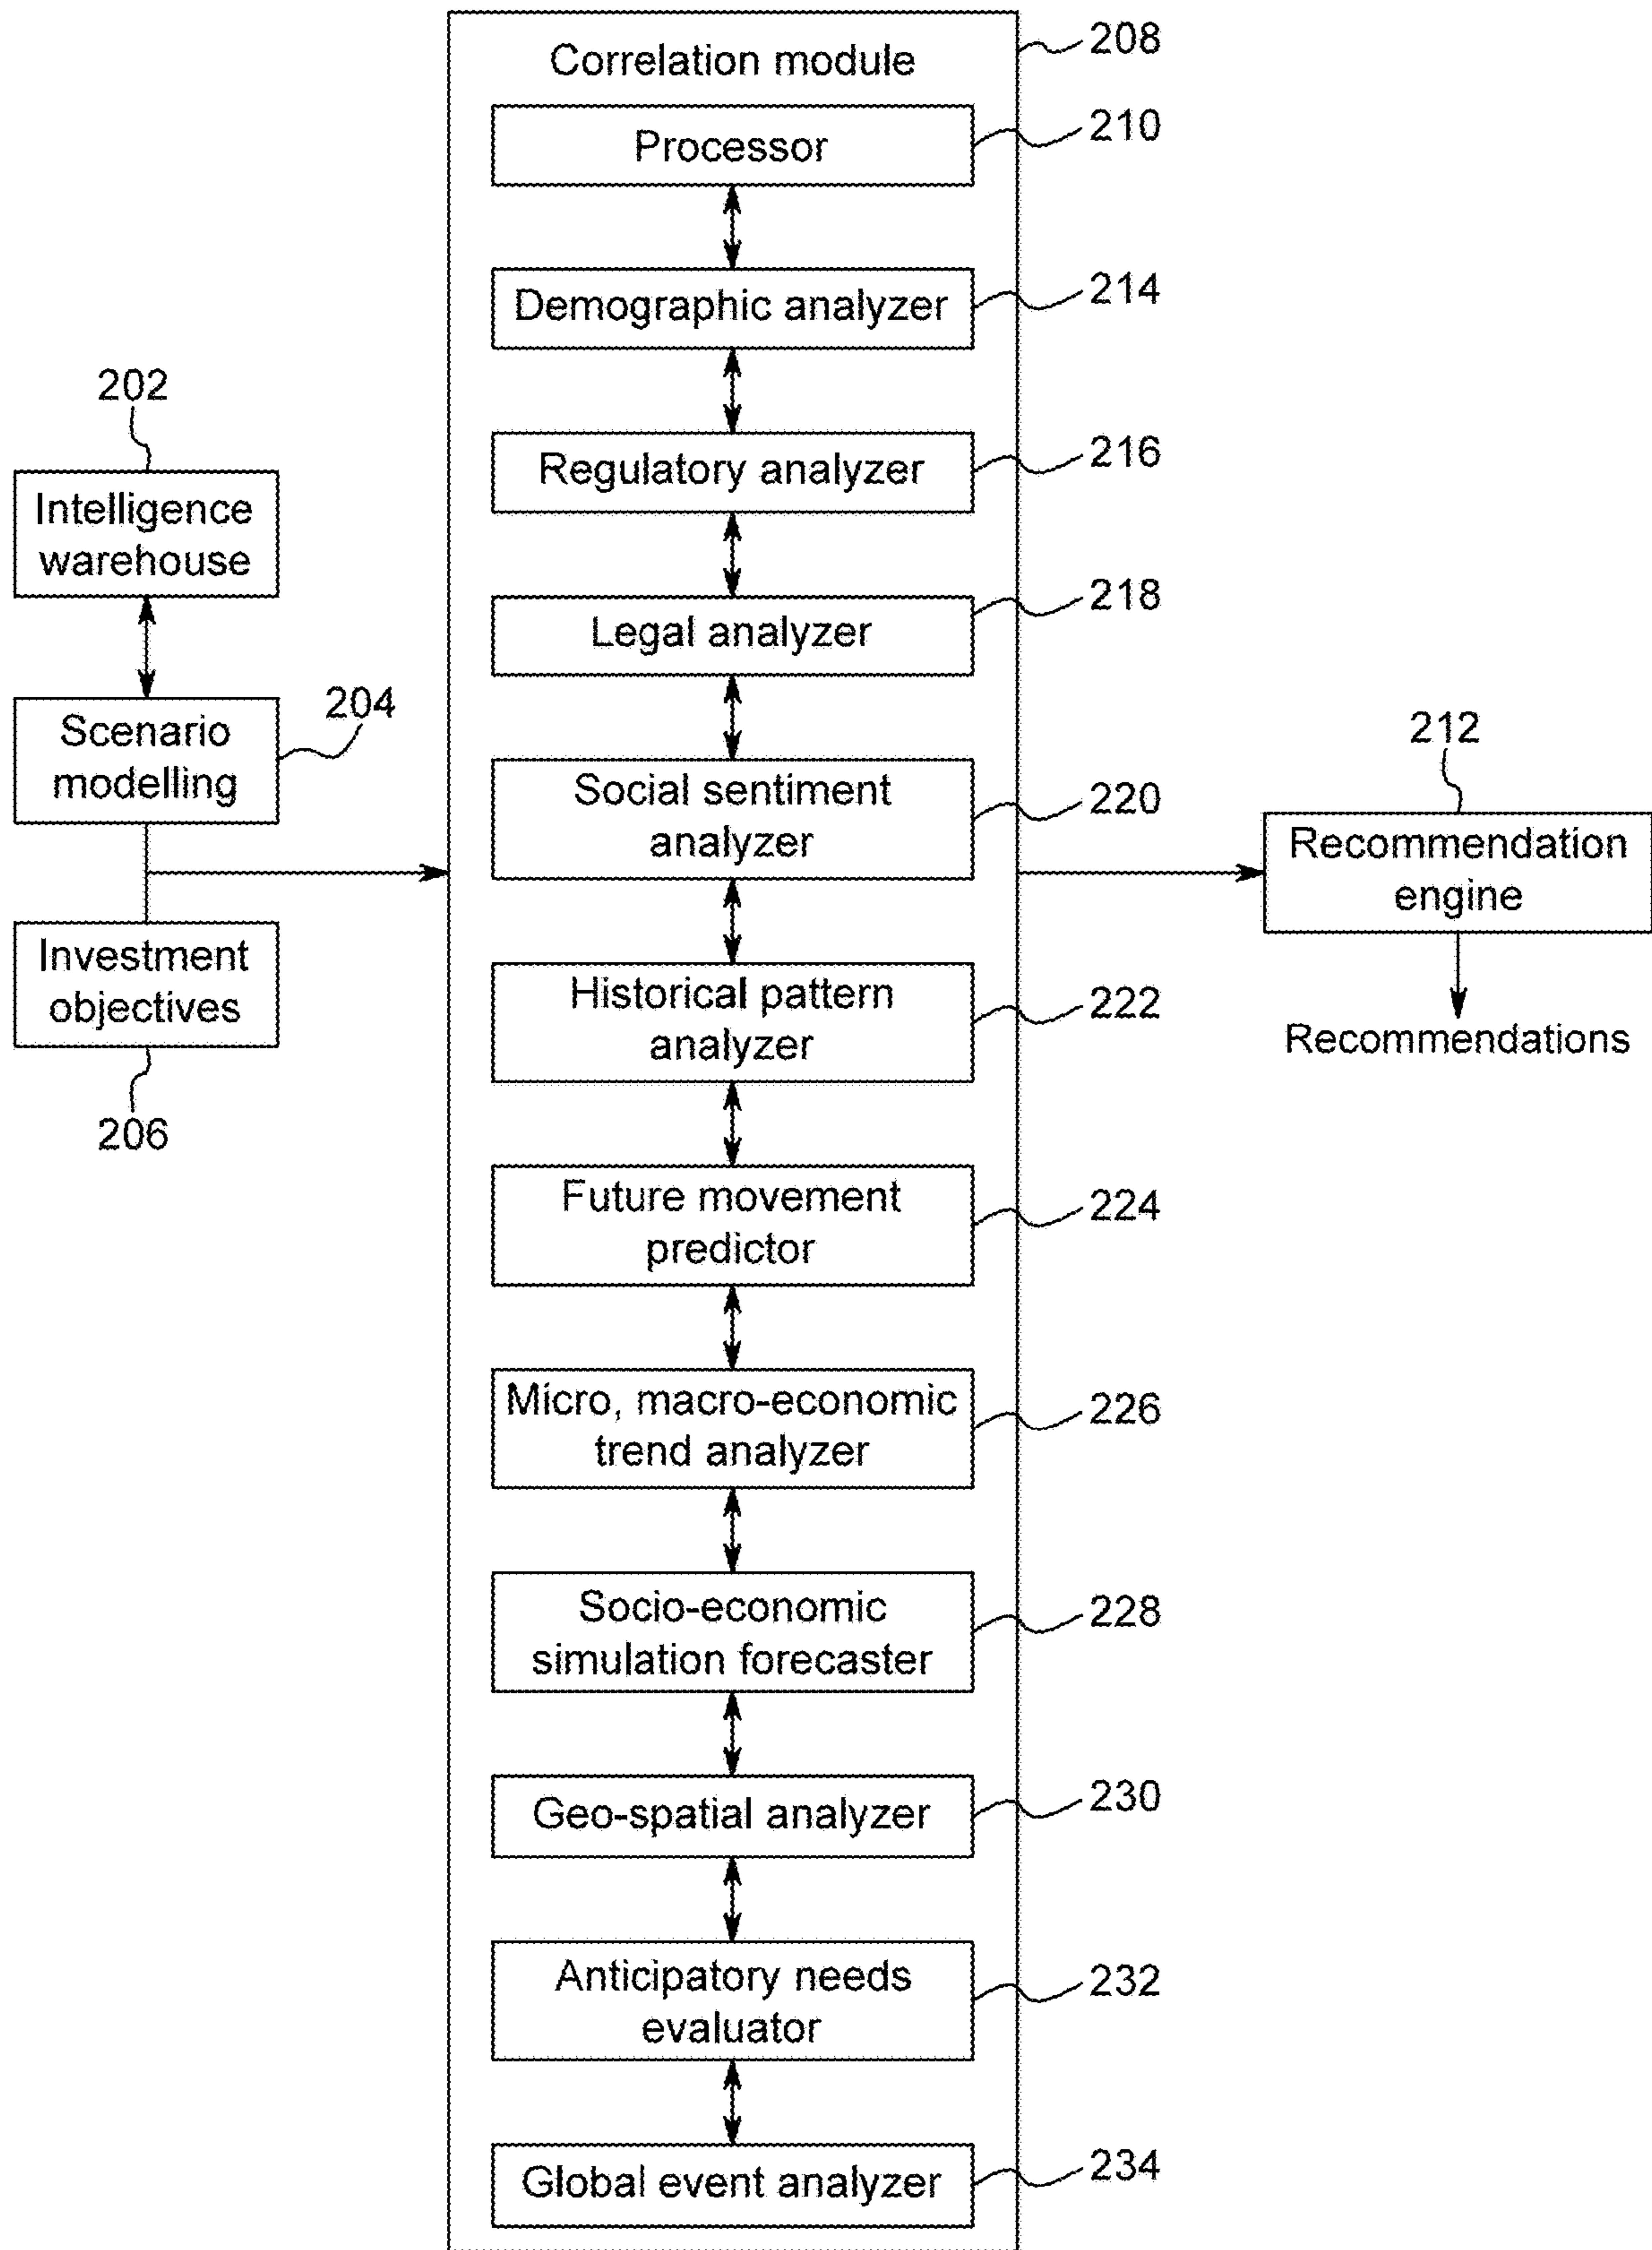 202
Intelligence
warehouse
Scenario
modelling
204
Investment
objectives
206
Correlation module
208
Processor
210
Demographic analyzer
214
Regulatory analyzer
216
Legal analyzer
218
Social sentiment
analyzer
220
Historical pattern
analyzer
222
Future movement
predictor
224
Micro, macro-economic
trend analyzer
226
Socio-economic
simulation forecaster
228
Geo-spatial analyzer
230
Anticipatory needs
evaluator
232
Global event analyzer
234
212
Recommendation
engine
Recommendations